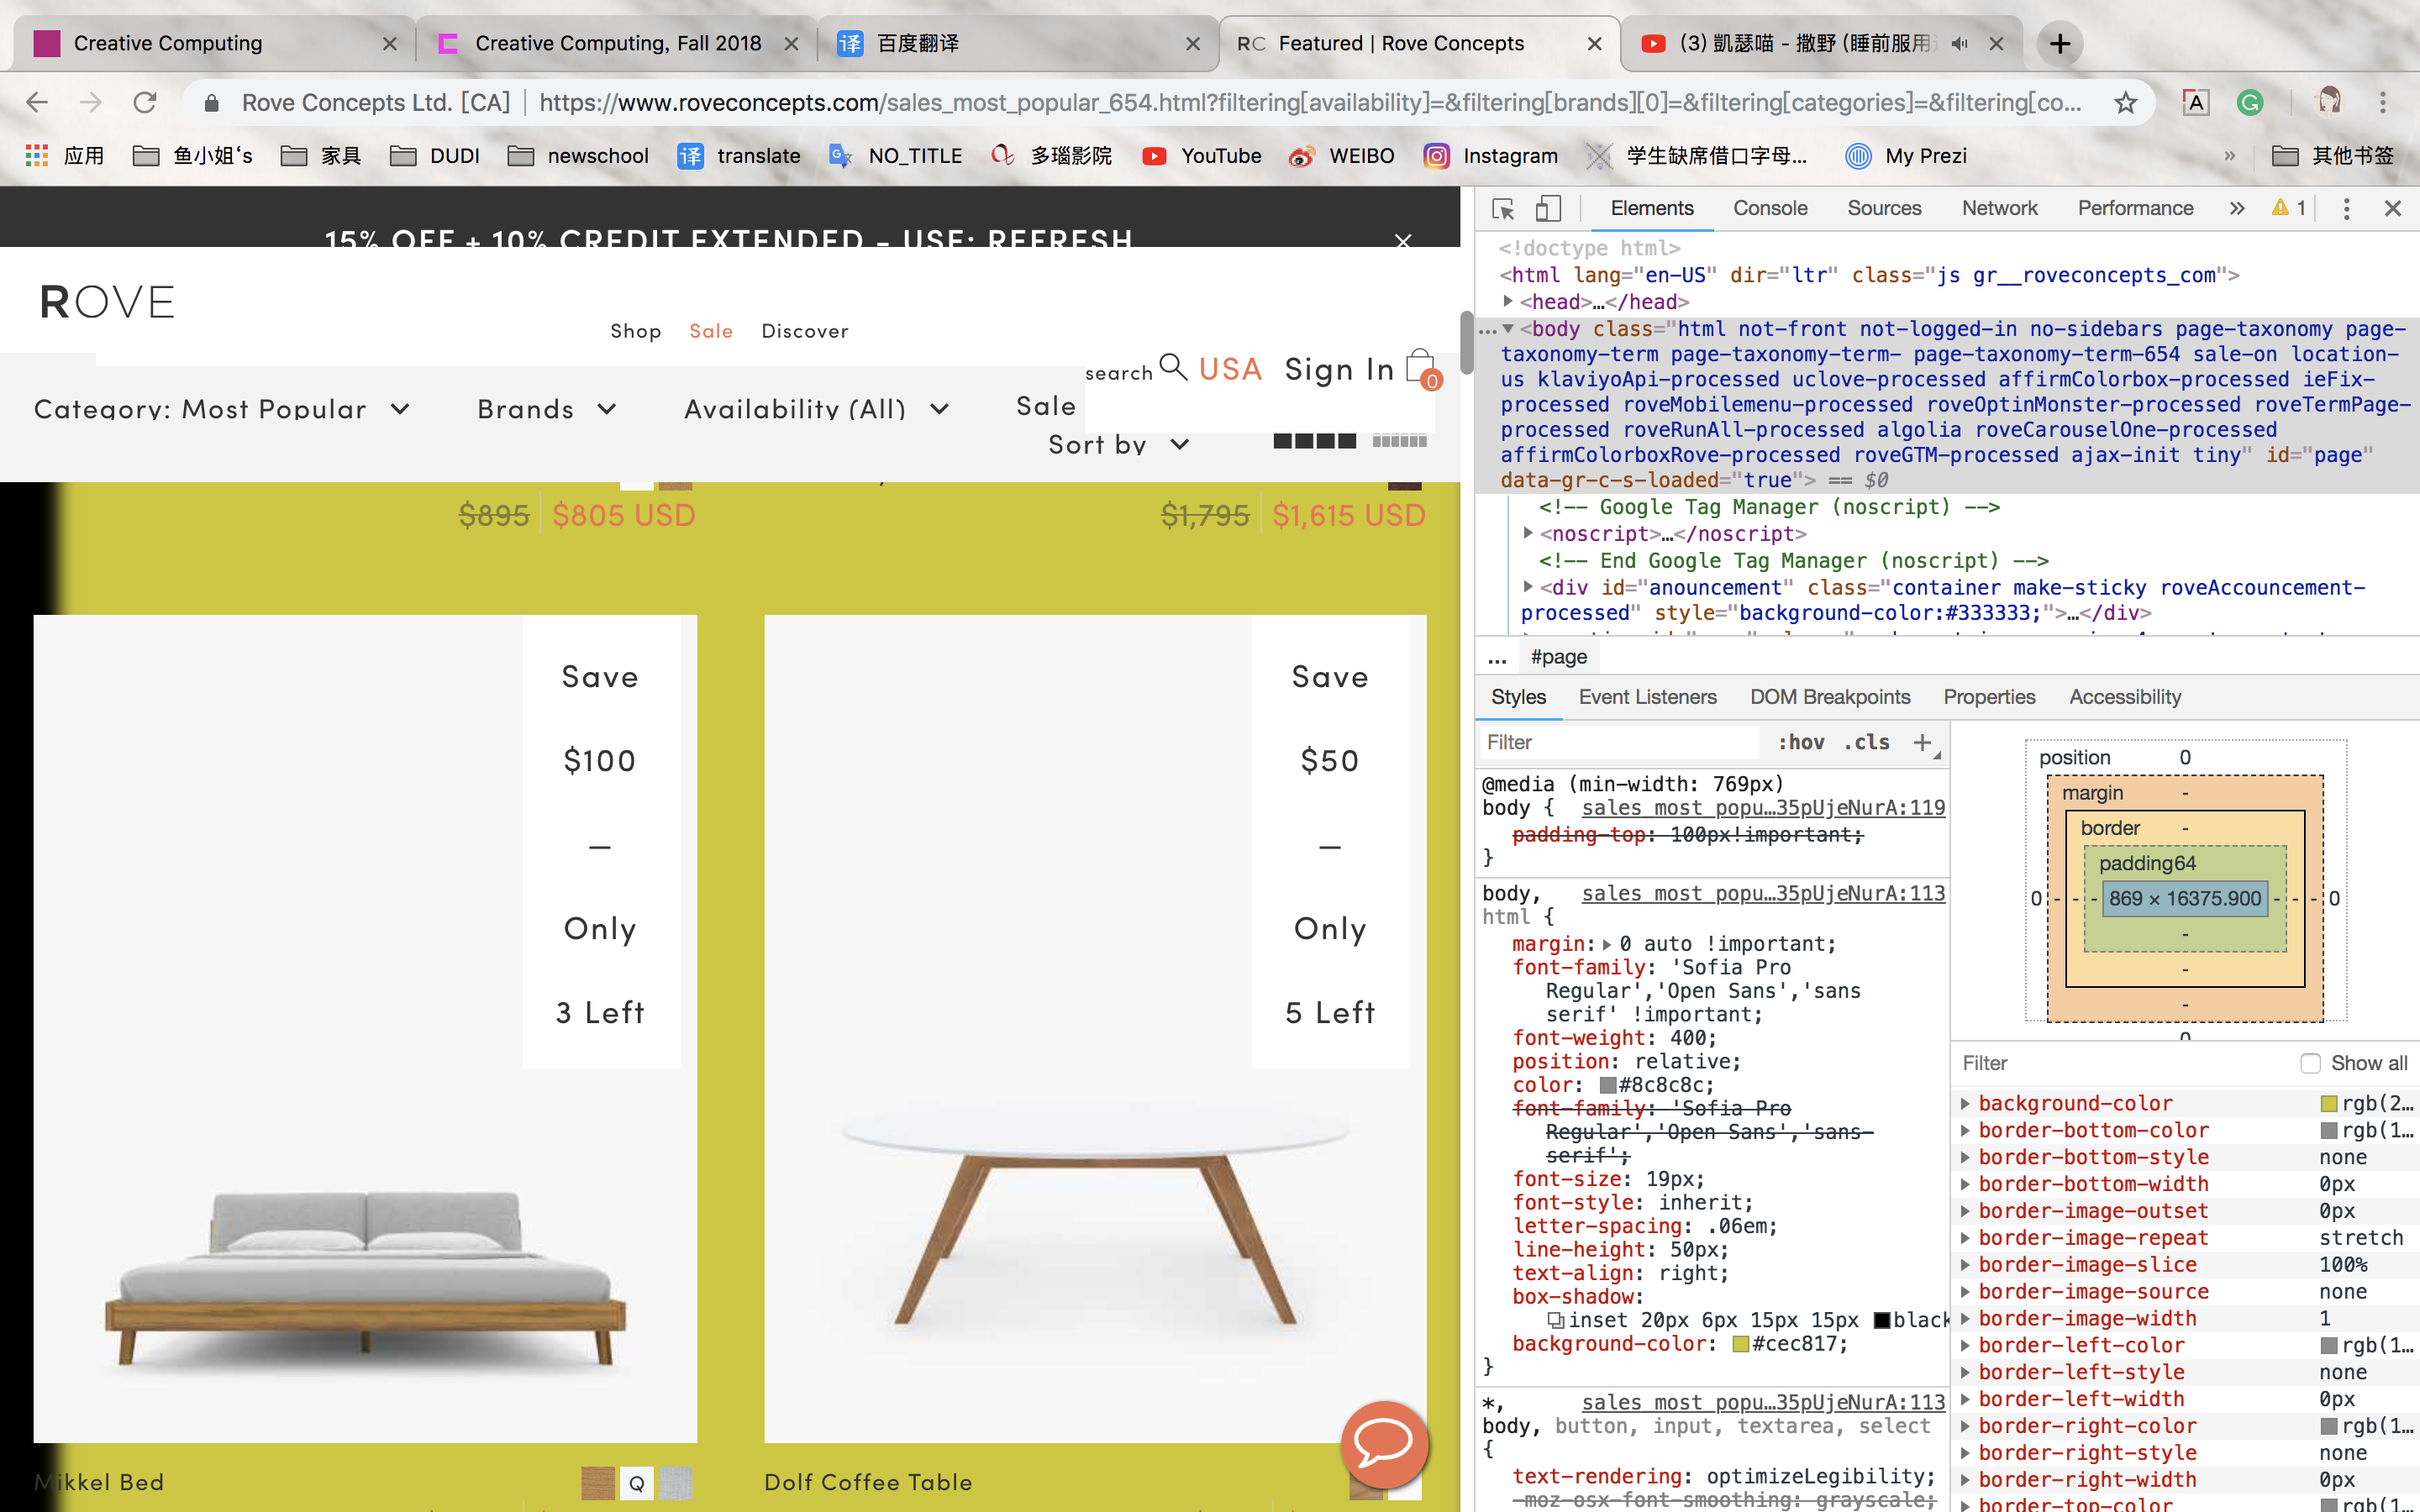 Creative Computing
Creative Computing, Fall 2018
译 百度翻译
RC Featured | Rove Concepts
(3) 凱瑟喵 - 撒野 (睡前服用
Rove Concepts Ltd. [CA] | https://www.roveconcepts.com/sales_most_popular_654.html?filtering[availability]=&filtering[brands][0]=&filtering[categories]=&filtering[co...
应用 鱼小姐‘s 家具 DUDI newschool 译 translate NO_TITLE 多瑙影院 YouTube WEIBO Instagram 学生缺席借口字母... My Prezi » 其他书签
15% OFF + 10% CREDIT EXTENDED - USE: REFRESH
ROVE
Shop Sale Discover
search USA Sign In 0
Category: Most Popular Brands Availability (All) Sale
Sort by
$895 $805 USD
$1,795 $1,615 USD
Save
$100
–
Only
3 Left
Save
$50
–
Only
5 Left
Mikkel Bed
Q
Dolf Coffee Table
Elements Console Sources Network Performance » 1
<!doctype html>
<html lang="en-US" dir="ltr" class="js gr__roveconcepts_com">
<head>…</head>
…<body class="html not-front not-logged-in no-sidebars page-taxonomy page-
taxonomy-term page-taxonomy-term- page-taxonomy-term-654 sale-on location-
us klaviyoApi-processed uclove-processed affirmColorbox-processed ieFix-
processed roveMobilemenu-processed roveOptinMonster-processed roveTermPage-
processed roveRunAll-processed algolia roveCarouselOne-processed
affirmColorboxRove-processed roveGTM-processed ajax-init tiny" id="page"
data-gr-c-s-loaded="true"> == $0
<!-- Google Tag Manager (noscript) -->
<noscript>…</noscript>
<!-- End Google Tag Manager (noscript) -->
<div id="anouncement" class="container make-sticky roveAccouncement-
processed" style="background-color:#333333;">…</div>
... #page
Styles Event Listeners DOM Breakpoints Properties Accessibility
Filter :hov .cls +
@media (min-width: 769px)
body { sales_most_popu…35pUjeNurA:119
padding-top: 100px!important;
}
body, sales_most_popu…35pUjeNurA:113
html {
margin: 0 auto !important;
font-family: 'Sofia Pro
Regular','Open Sans','sans
serif' !important;
font-weight: 400;
position: relative;
color: #8c8c8c;
font-family: 'Sofia Pro
Regular','Open Sans','sans-
serif';
font-size: 19px;
font-style: inherit;
letter-spacing: .06em;
line-height: 50px;
text-align: right;
box-shadow:
inset 20px 6px 15px 15px black
background-color: #cec817;
}
*, sales_most_popu…35pUjeNurA:113
body, button, input, textarea, select
{
text-rendering: optimizeLegibility;
-moz-osx-font-smoothing: grayscale;
position 0
margin -
border -
padding64
0 - - - 869 × 16375.900 - - - 0
-
-
-
0
Filter Show all
background-color rgb(2…
border-bottom-color rgb(1…
border-bottom-style none
border-bottom-width 0px
border-image-outset 0px
border-image-repeat stretch
border-image-slice 100%
border-image-source none
border-image-width 1
border-left-color rgb(1…
border-left-style none
border-left-width 0px
border-right-color rgb(1…
border-right-style none
border-right-width 0px
border-top-color rgb(1…